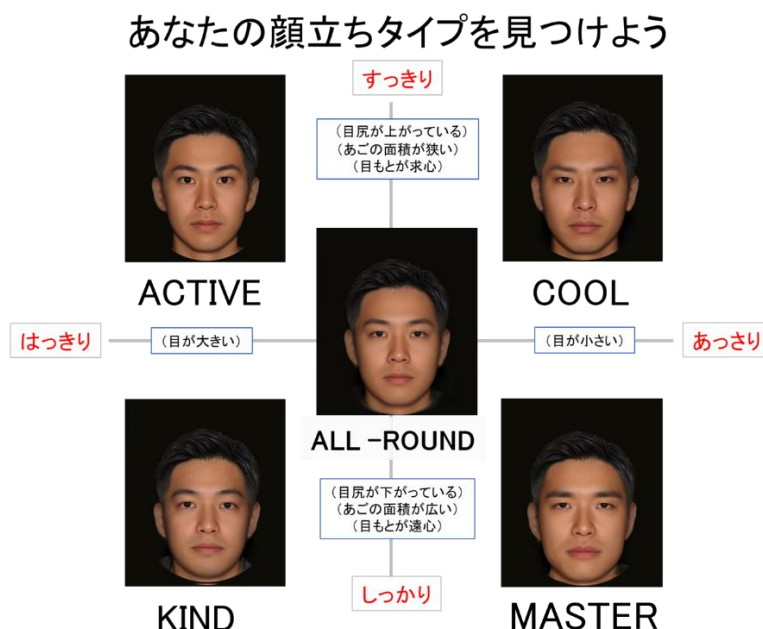 あなたの顔立ちタイプを見つけよう
すっきり
（目尻が上がっている）
（あごの面積が狭い）
（目もとが求心）
ACTIVE
COOL
はっきり
（目が大きい）
（目が小さい）
あっさり
ALL −ROUND
（目尻が下がっている）
（あごの面積が広い）
（目もとが遠心）
しっかり
KIND
MASTER